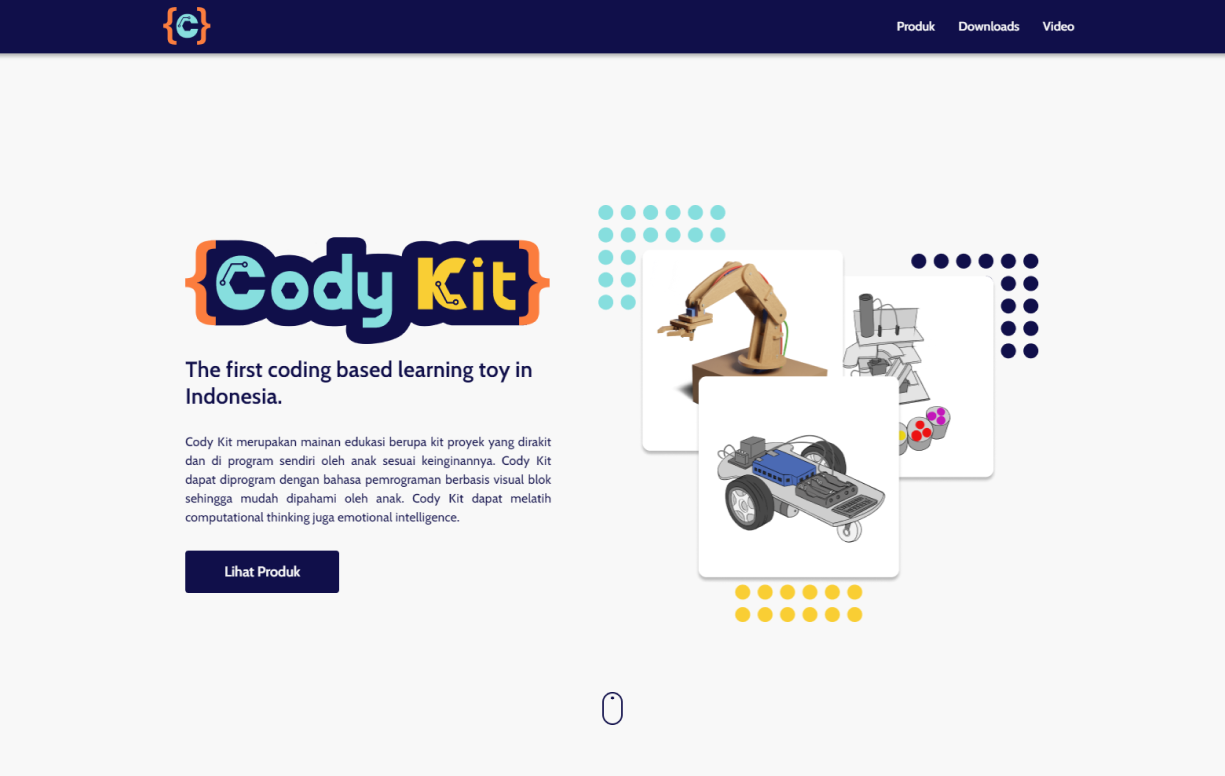 {C}
Produk Downloads Video
{Cody Kit}
The first coding based learning toy in
Indonesia.
Cody Kit merupakan mainan edukasi berupa kit proyek yang dirakit
dan di program sendiri oleh anak sesuai keinginannya. Cody Kit
dapat diprogram dengan bahasa pemrograman berbasis visual blok
sehingga mudah dipahami oleh anak. Cody Kit dapat melatih
computational thinking juga emotional intelligence.
Lihat Produk